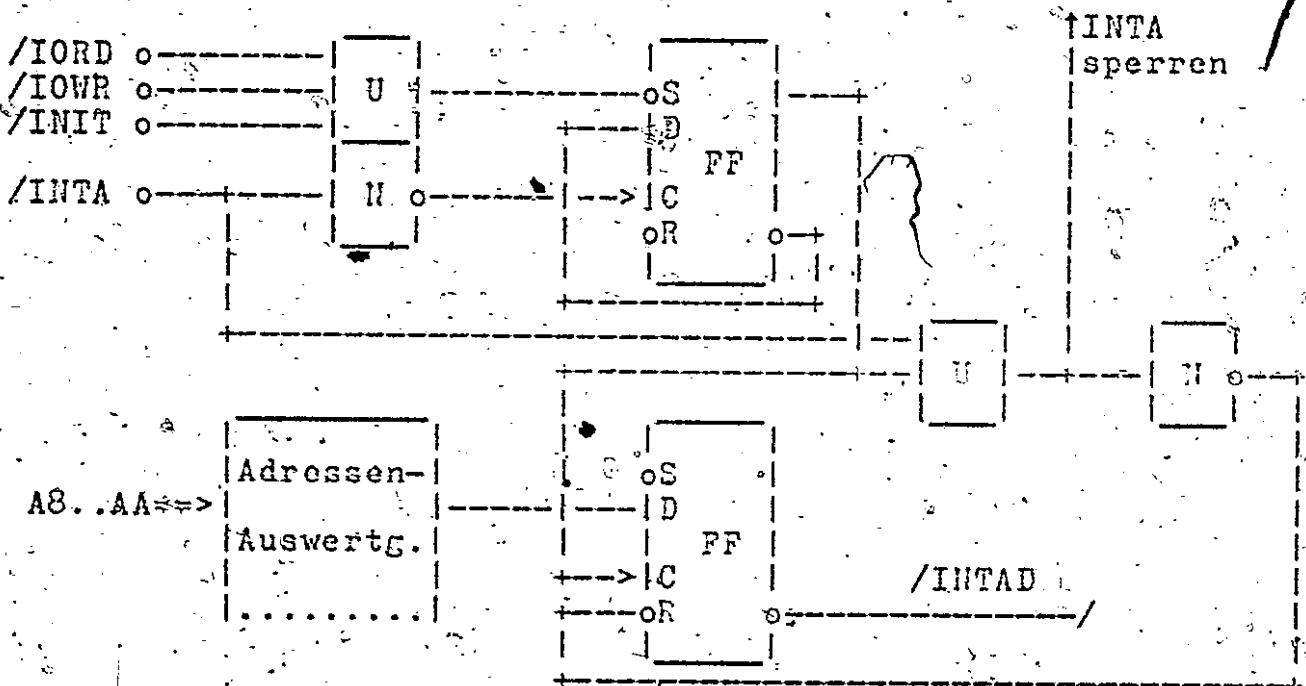 INTA
/IORD
sperren
/IOWR U S
/INIT D
FF
/INTA N C
R
U N
Adressen- S
A8..AA==> D
Auswertg. FF
C /INTAD
R